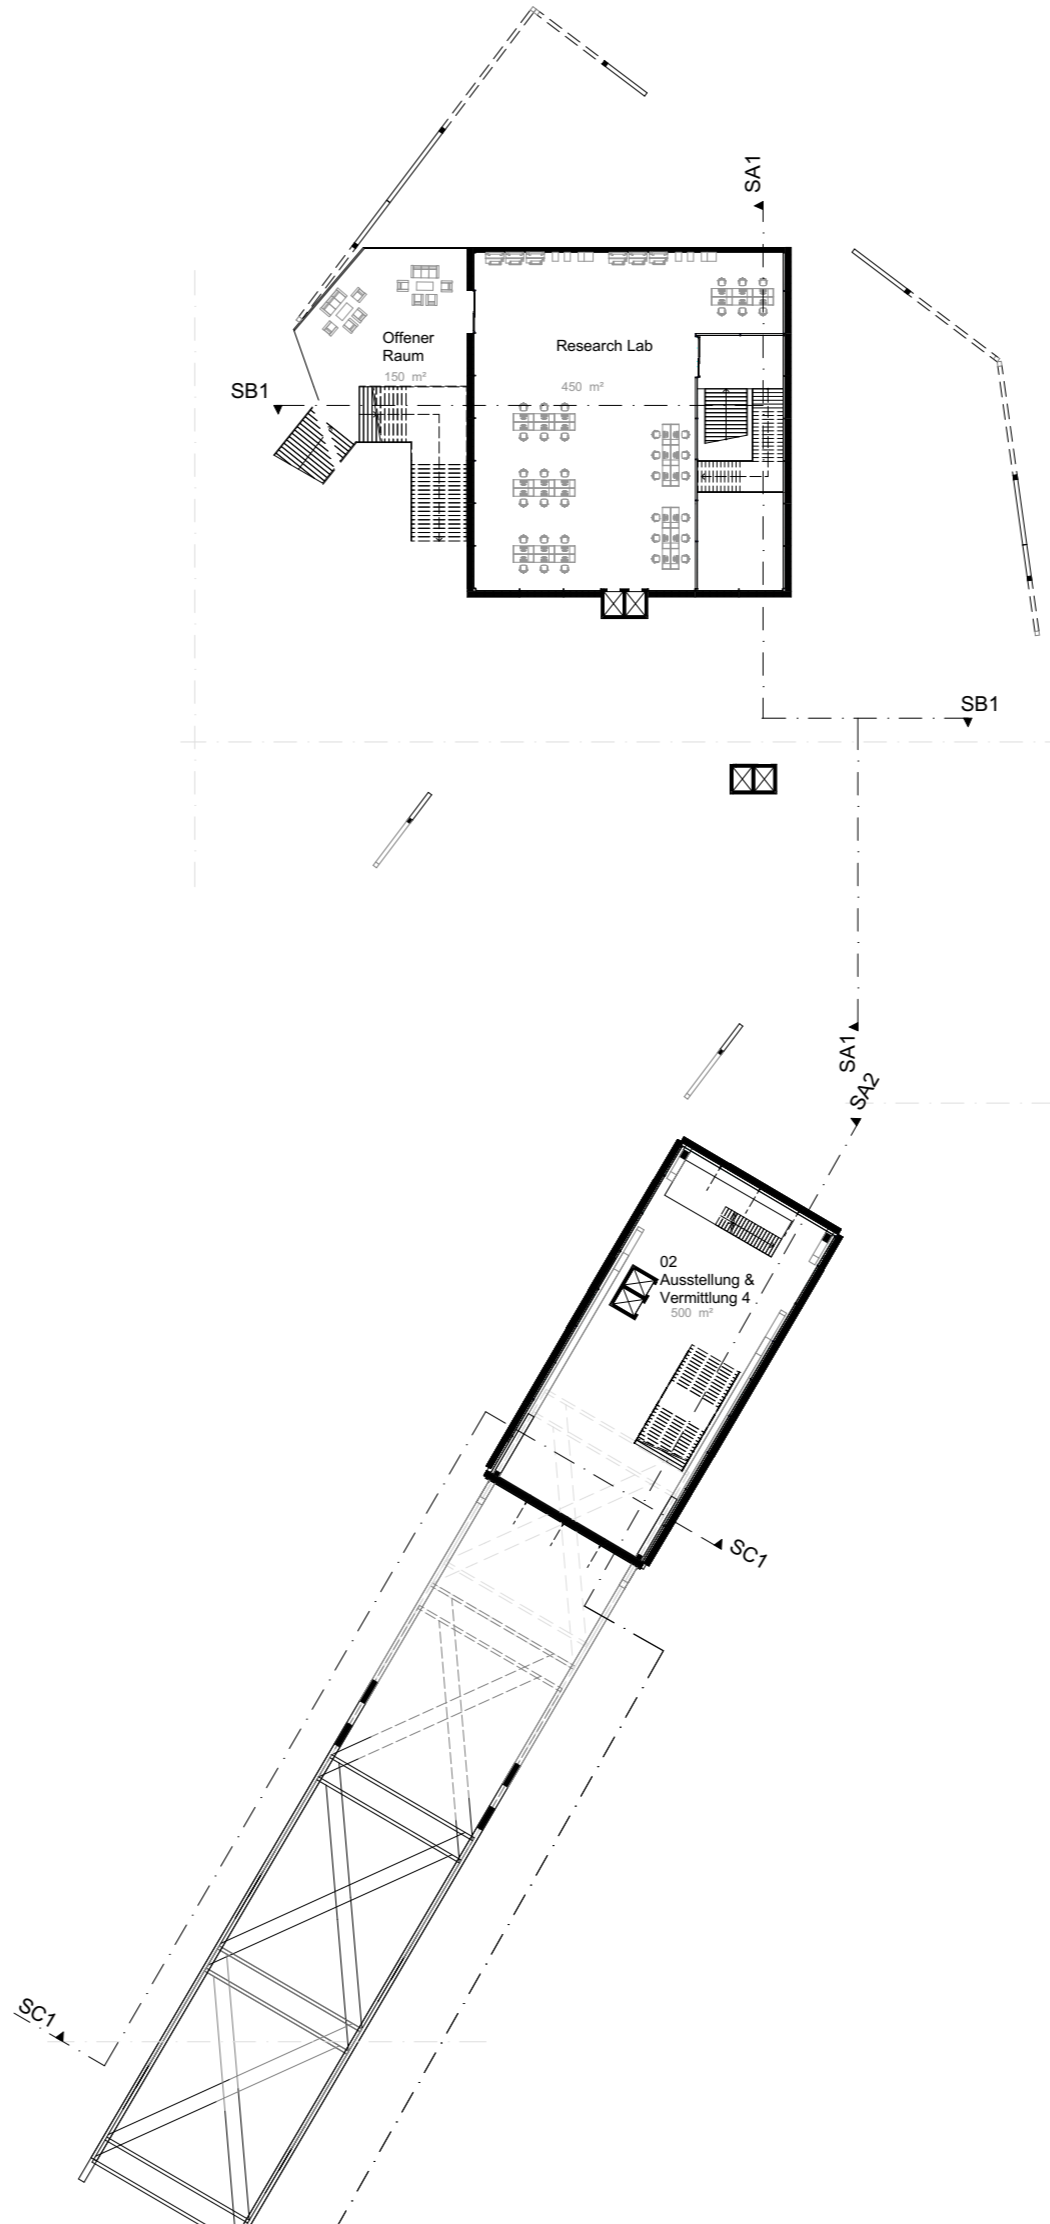 SA1
Offener
Raum
150 m²
Research Lab
450 m²
SB1
SB1
SA1
SA2
02
Ausstellung &
Vermittlung 4
500 m²
SC1
SC1